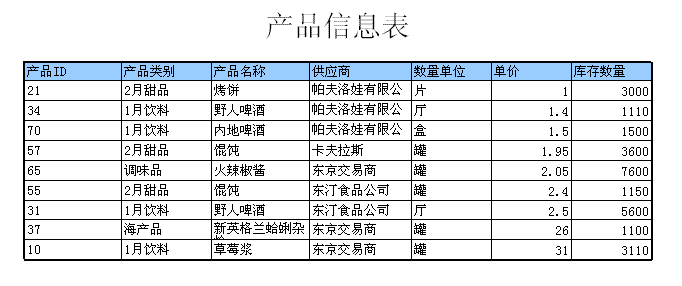 产品信息表
产品ID 产品类别 产品名称 供应商 数量单位 单价 库存数量
21 2月甜品 烤饼 帕夫洛娃有限公 片 1 3000
34 1月饮料 野人啤酒 帕夫洛娃有限公 厅 1.4 1110
70 1月饮料 内地啤酒 帕夫洛娃有限公 盒 1.5 1500
57 2月甜品 馄饨 卡夫拉斯 罐 1.95 3600
65 调味品 火辣椒酱 东京交易商 罐 2.05 7600
55 2月甜品 馄饨 东汀食品公司 罐 2.4 1150
31 1月饮料 野人啤酒 东汀食品公司 厅 2.5 5600
37 海产品 新英格兰蛤蜊杂 东京交易商 罐 26 1100
10 1月饮料 草莓浆 东京交易商 罐 31 3110